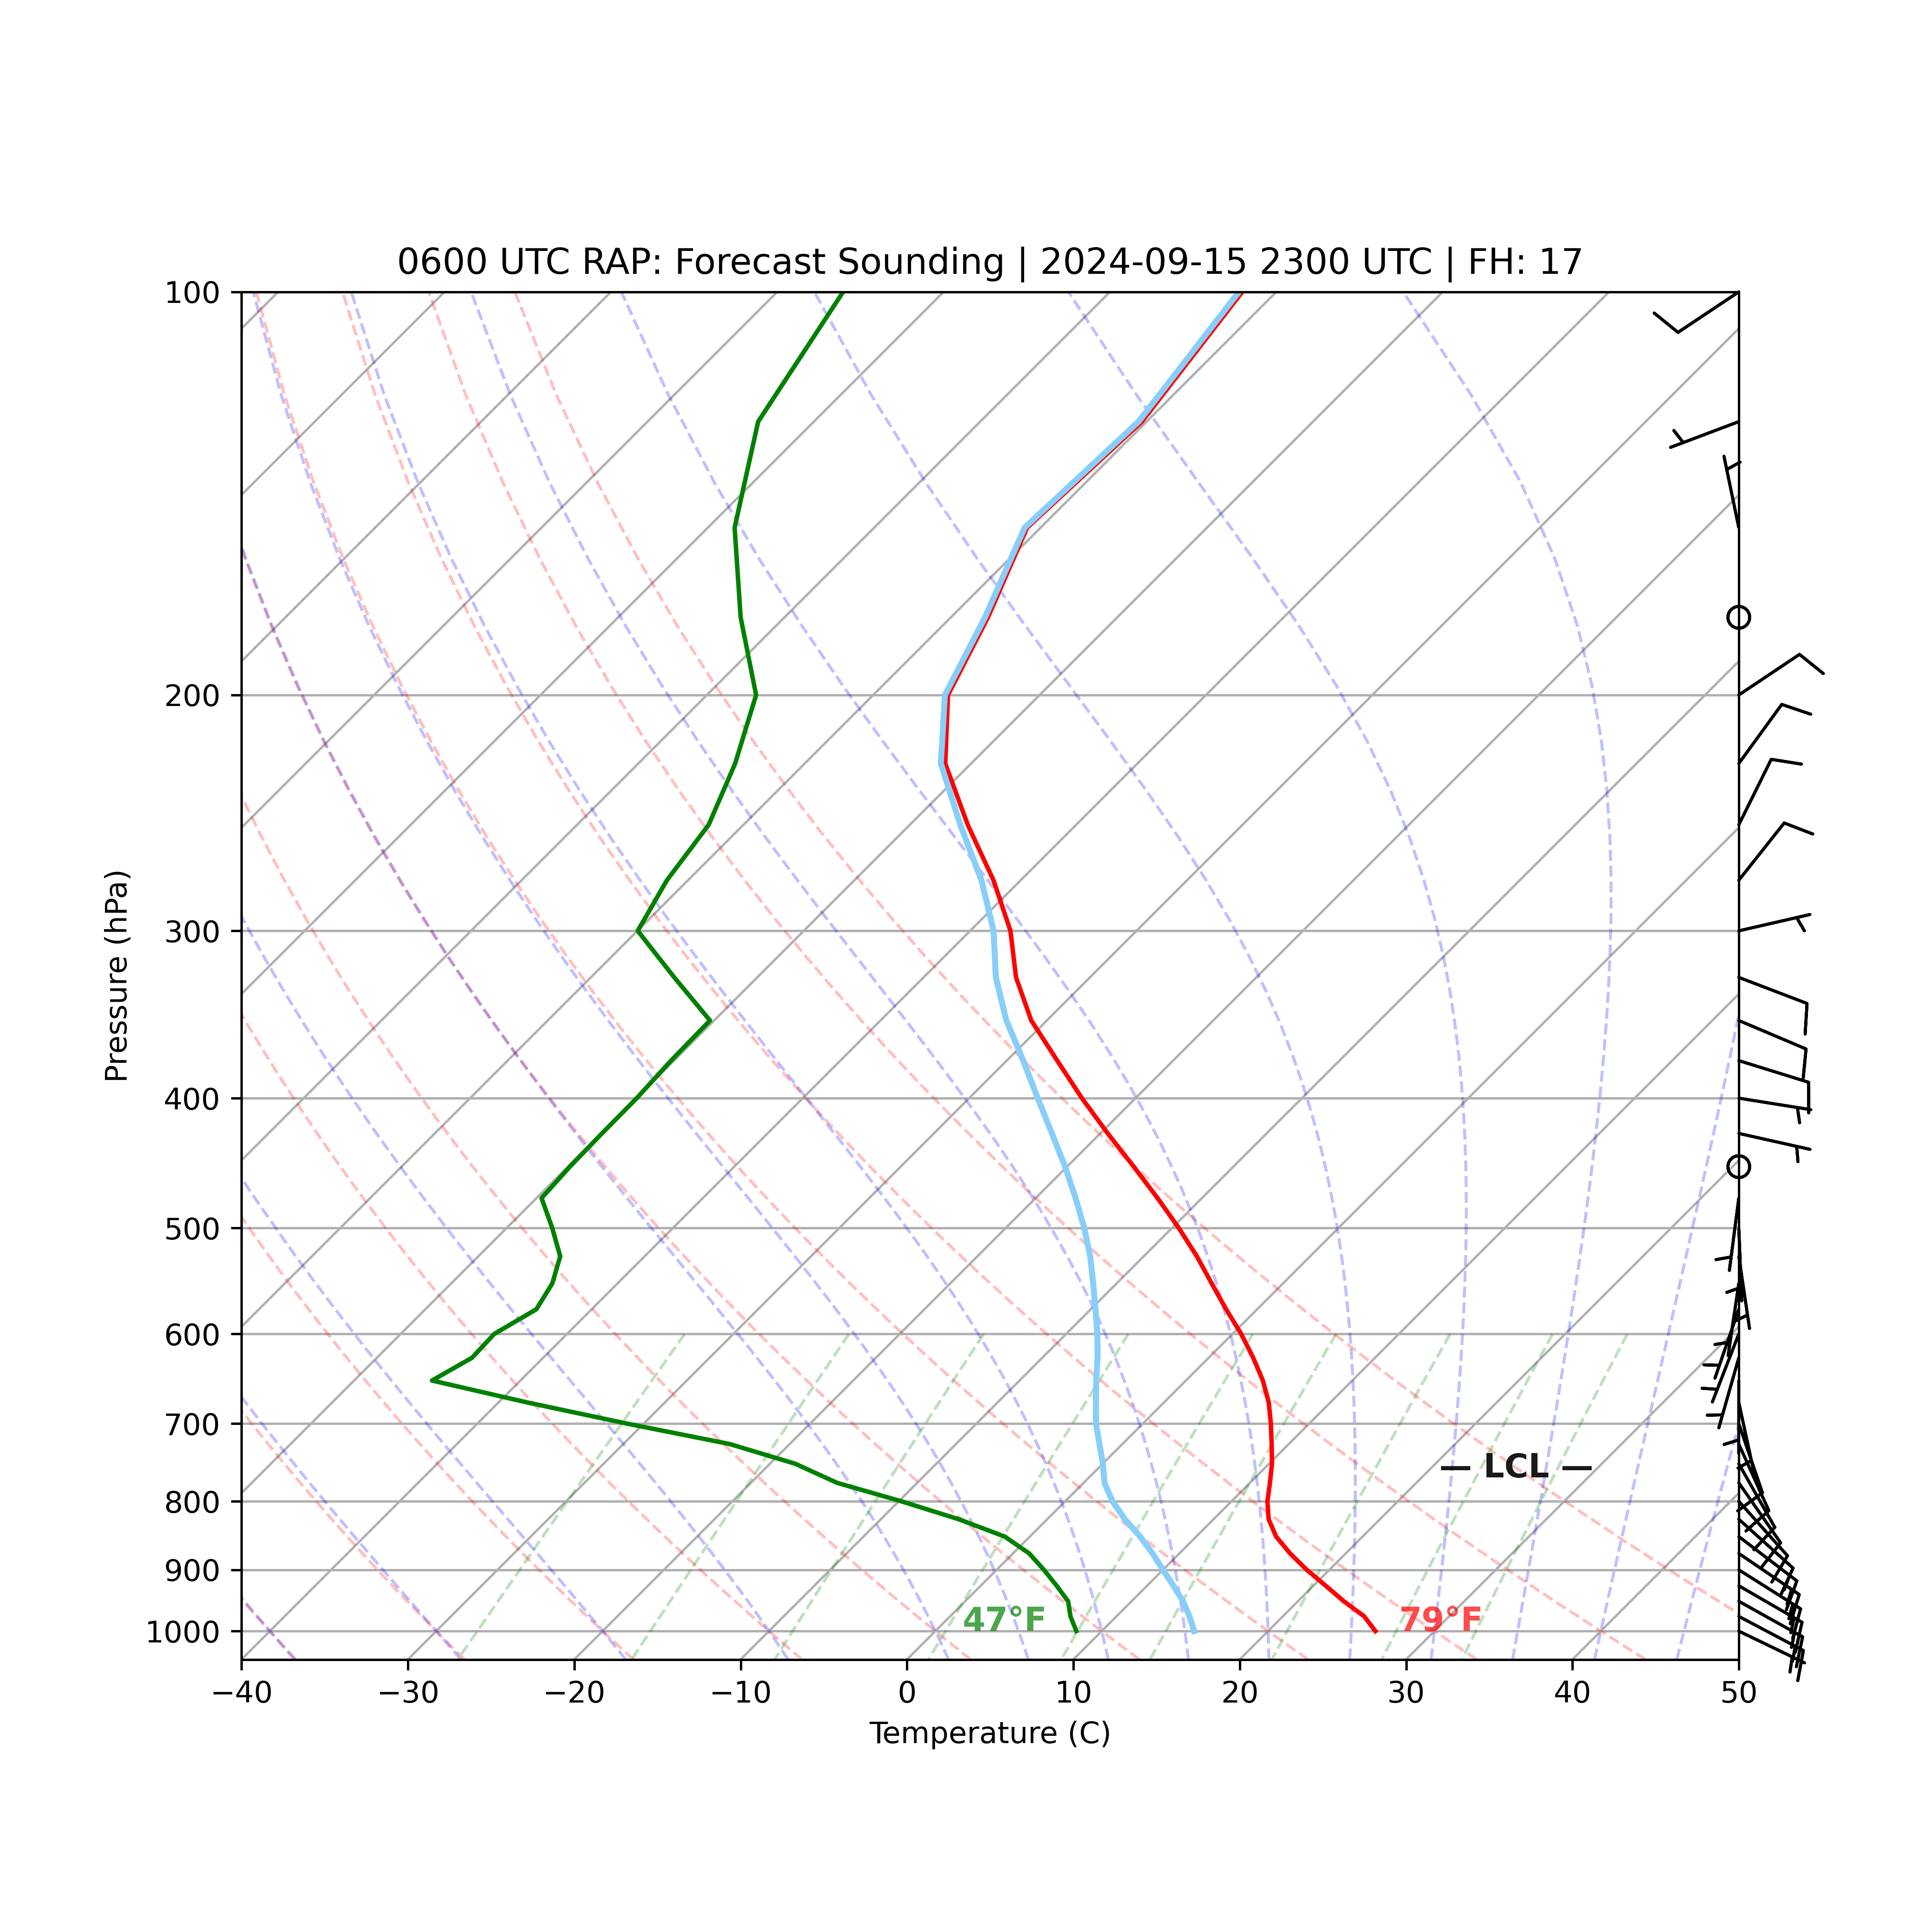 0600 UTC RAP: Forecast Sounding | 2024-09-15 2300 UTC | FH: 17
100
200
300
400
500
600
700
800
900
1000
Pressure (hPa)
— LCL —
47°F
79°F
−40 −30 −20 −10 0 10 20 30 40 50
Temperature (C)